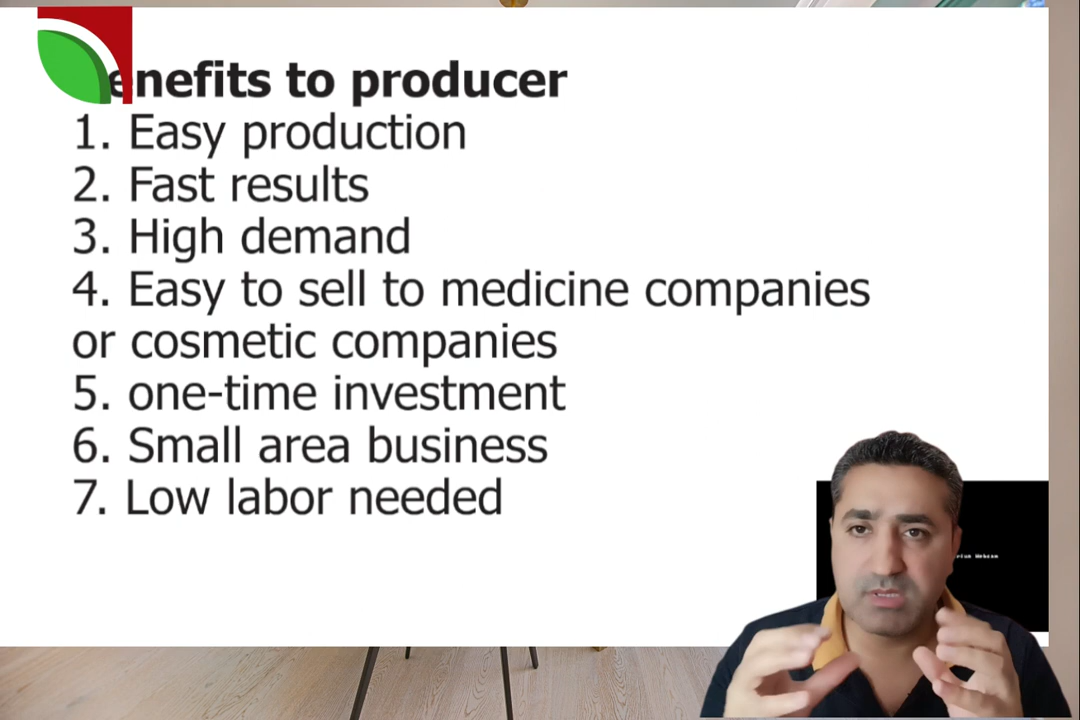 enefits to producer
1. Easy production
2. Fast results
3. High demand
4. Easy to sell to medicine companies
or cosmetic companies
5. one-time investment
6. Small area business
7. Low labor needed
Webcam